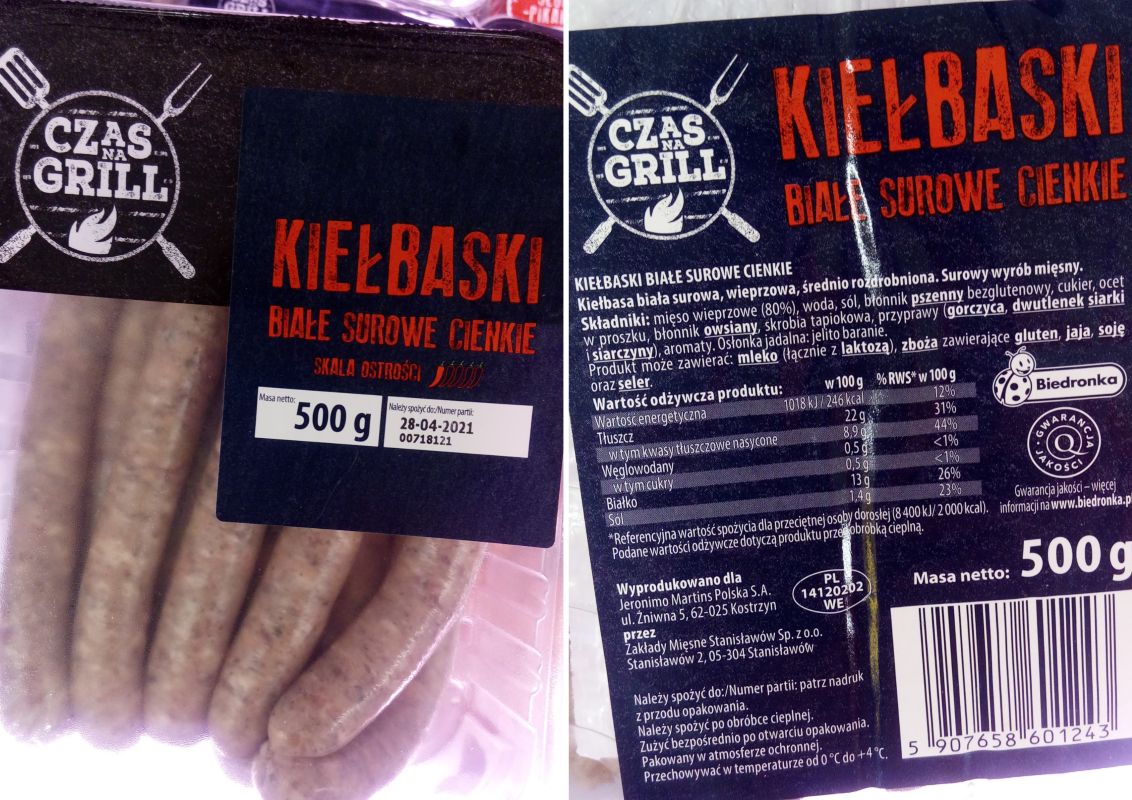 CZAS
NA
GRILL
KIEŁBASKI
BIAŁE SUROWE CIENKIE
SKALA OSTROŚCI
Masa netto:
500 g
Należy spożyć do:/Numer partii:
28-04-2021
00718121
CZAS
NA
GRILL
KIEŁBASKI
BIAŁE SUROWE CIENKIE
KIEŁBASKI BIAŁE SUROWE CIENKIE
Kiełbasa biała surowa, wieprzowa, średnio rozdrobniona. Surowy wyrób mięsny.
Składniki: mięso wieprzowe (80%), woda, sól, błonnik pszenny bezglutenowy, cukier, ocet
w proszku, błonnik owsiany, skrobia tapiokowa, przyprawy (gorczyca, dwutlenek siarki
i siarczyny), aromaty. Osłonka jadalna: jelito baranie.
Produkt może zawierać: mleko (łącznie z laktozą), zboża zawierające gluten, jaja, soję
oraz seler.
Wartość odżywcza produktu: w 100 g % RWS* w 100 g
Wartość energetyczna 1018 kJ / 246 kcal 12%
Tłuszcz 22 g 31%
w tym kwasy tłuszczowe nasycone 8,9 g 44%
Węglowodany 0,5 g <1%
w tym cukry 0,5 g <1%
Białko 13 g 26%
Sól 1,4 g 23%
*Referencyjna wartość spożycia dla przeciętnej osoby dorosłej (8 400 kJ/ 2 000 kcal).
Podane wartości odżywcze dotyczą produktu przed obróbką cieplną.
Biedronka
GWARANCJA
Q
JAKOŚCI
Gwarancja jakości – więcej
informacji na www.biedronka.p
Wyprodukowano dla
Jeronimo Martins Polska S.A.
ul. Żniwna 5, 62-025 Kostrzyn
przez
Zakłady Mięsne Stanisławów Sp. z o.o.
Stanisławów 2, 05-304 Stanisławów
PL
14120202
WE
Masa netto: 500 g
Należy spożyć do:/Numer partii: patrz nadruk
z przodu opakowania.
Należy spożyć po obróbce cieplnej.
Zużyć bezpośrednio po otwarciu opakowania.
Pakowany w atmosferze ochronnej.
Przechowywać w temperaturze od 0 °C do +4 °C.
5 907658 601243